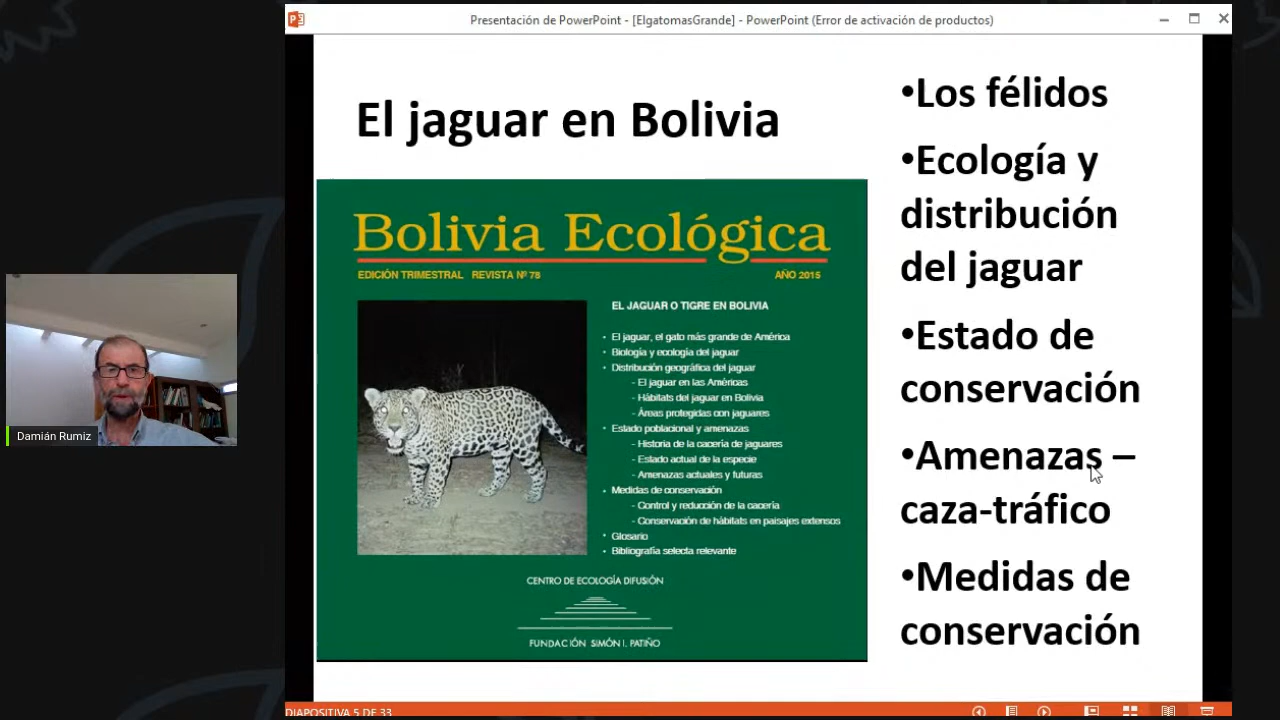 Presentación de PowerPoint - [ElgatomasGrande] - PowerPoint (Error de activación de productos)
El jaguar en Bolivia
Bolivia Ecológica
EDICIÓN TRIMESTRAL REVISTA Nº 78
AÑO 2015
EL JAGUAR O TIGRE EN BOLIVIA
• El jaguar, el gato más grande de América
• Biología y ecología del jaguar
• Distribución geográfica del jaguar
- El jaguar en las Américas
- Hábitats del jaguar en Bolivia
- Áreas protegidas con jaguares
• Estado poblacional y amenazas
- Historia de la cacería de jaguares
- Estado actual de la especie
- Amenazas actuales y futuras
• Medidas de conservación
- Control y reducción de la cacería
- Conservación de hábitats en paisajes extensos
• Glosario
• Bibliografía selecta relevante
CENTRO DE ECOLOGÍA DIFUSIÓN
FUNDACIÓN SIMÓN I. PATIÑO
•Los félidos
•Ecología y
distribución
del jaguar
•Estado de
conservación
•Amenazas –
caza-tráfico
•Medidas de
conservación
Damián Rumiz
DIAPOSITIVA 5 DE 33